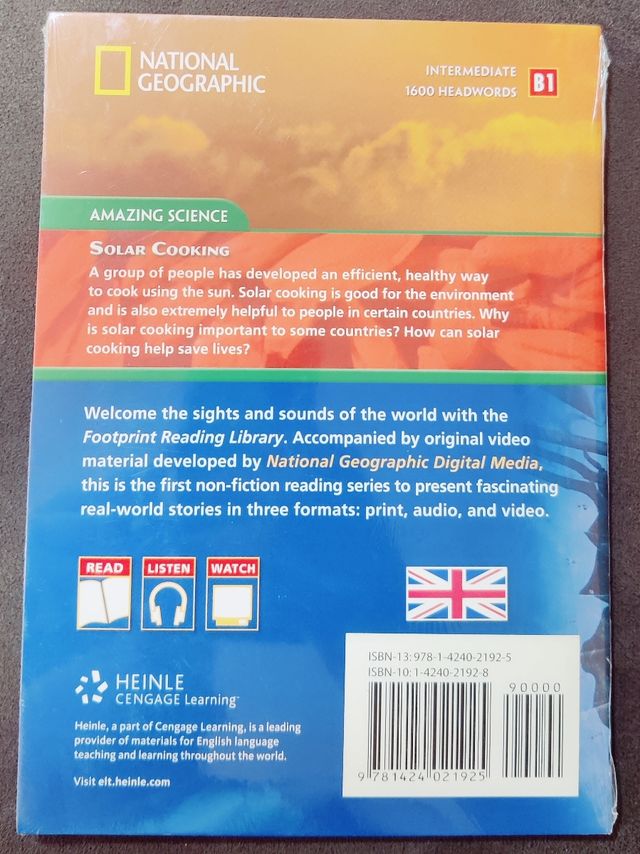 NATIONAL
GEOGRAPHIC
INTERMEDIATE
1600 HEADWORDS
B1
AMAZING SCIENCE
SOLAR COOKING
A group of people has developed an efficient, healthy way
to cook using the sun. Solar cooking is good for the environment
and is also extremely helpful to people in certain countries. Why
is solar cooking important to some countries? How can solar
cooking help save lives?
Welcome the sights and sounds of the world with the
Footprint Reading Library. Accompanied by original video
material developed by National Geographic Digital Media,
this is the first non-fiction reading series to present fascinating
real-world stories in three formats: print, audio, and video.
READ
LISTEN
WATCH
HEINLE
CENGAGE Learning™
Heinle, a part of Cengage Learning, is a leading
provider of materials for English language
teaching and learning throughout the world.
Visit elt.heinle.com
ISBN-13: 978-1-4240-2192-5
ISBN-10: 1-4240-2192-8
90000
9 781424 021925